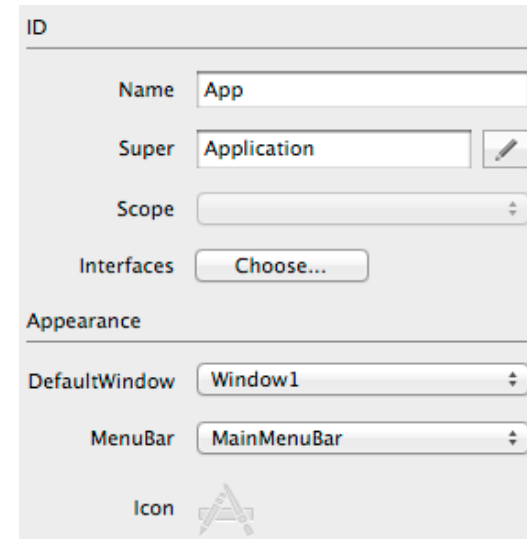 ID
Name App
Super Application
Scope
Interfaces Choose...
Appearance
DefaultWindow Window1
MenuBar MainMenuBar
Icon